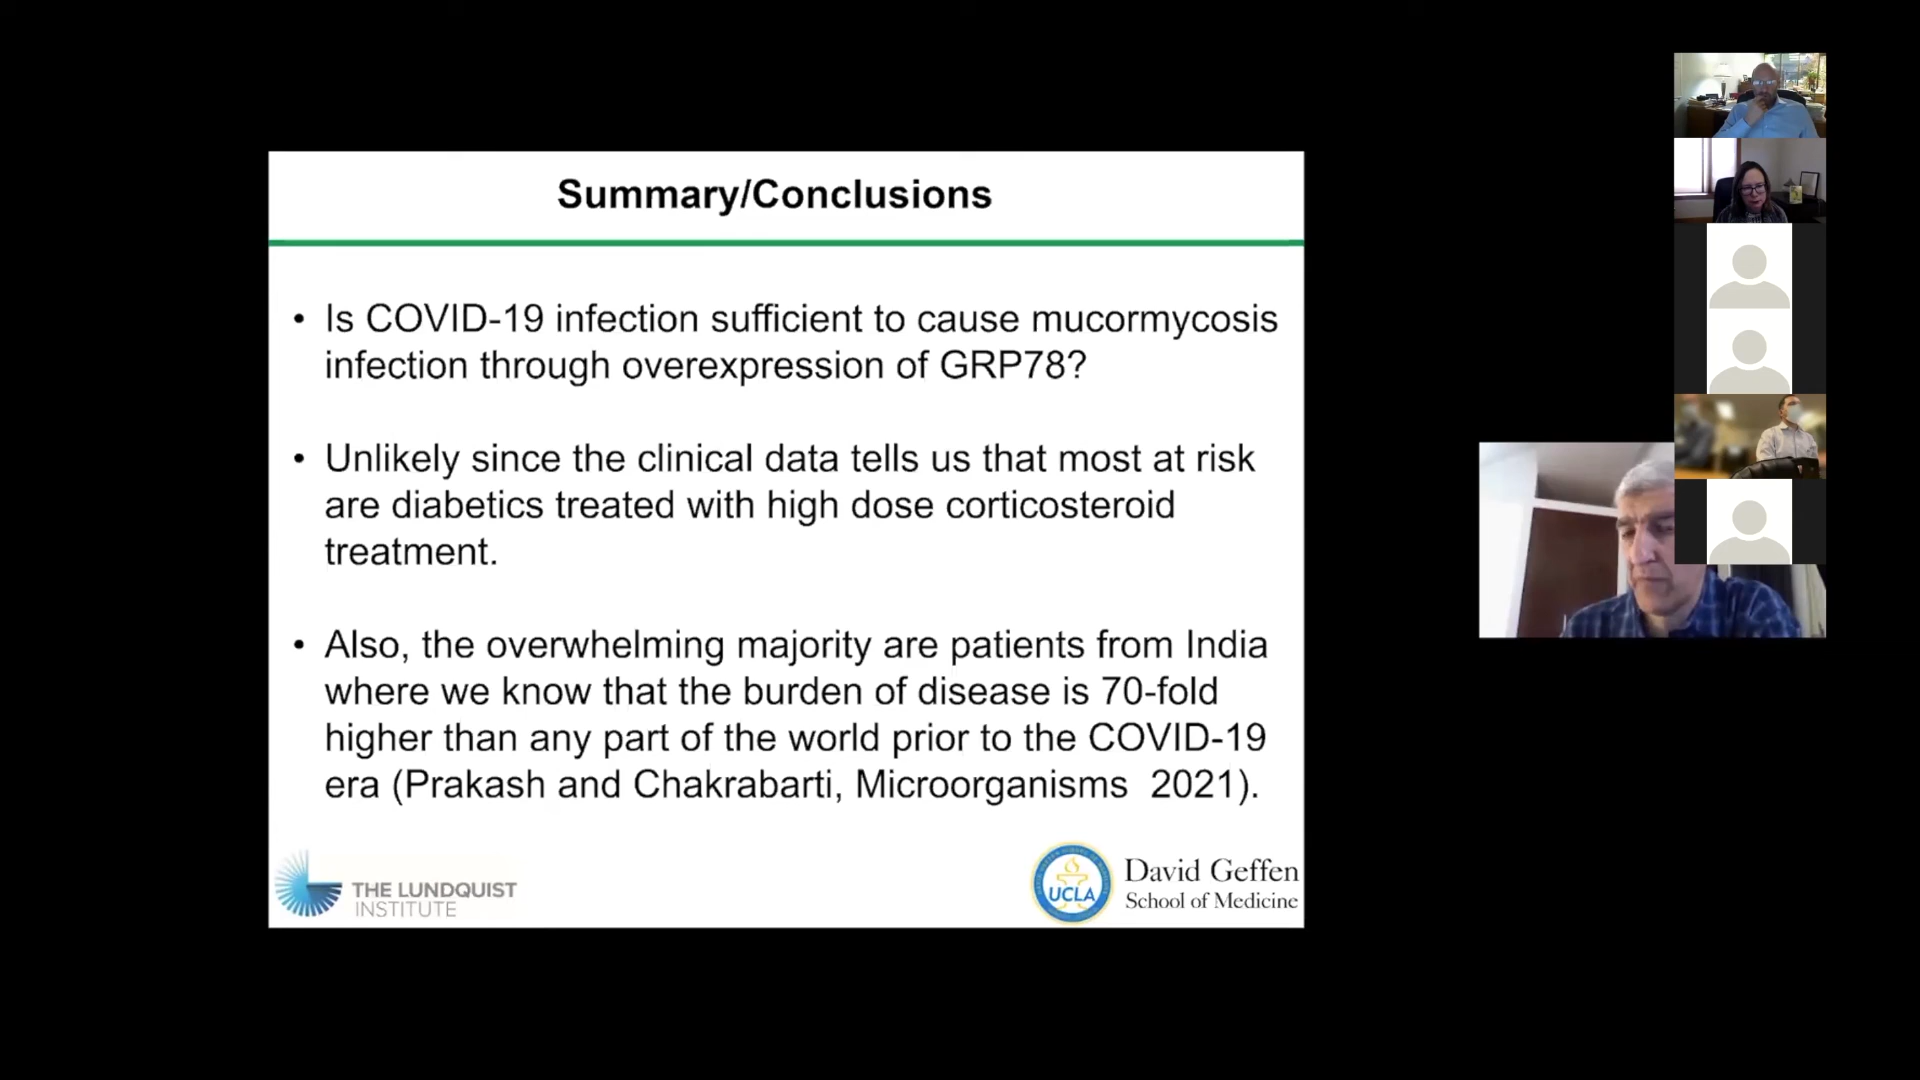 Summary/Conclusions
• Is COVID-19 infection sufficient to cause mucormycosis
infection through overexpression of GRP78?
• Unlikely since the clinical data tells us that most at risk
are diabetics treated with high dose corticosteroid
treatment.
• Also, the overwhelming majority are patients from India
where we know that the burden of disease is 70-fold
higher than any part of the world prior to the COVID-19
era (Prakash and Chakrabarti, Microorganisms  2021).
THE LUNDQUIST
INSTITUTE
UCLA
David Geffen
School of Medicine